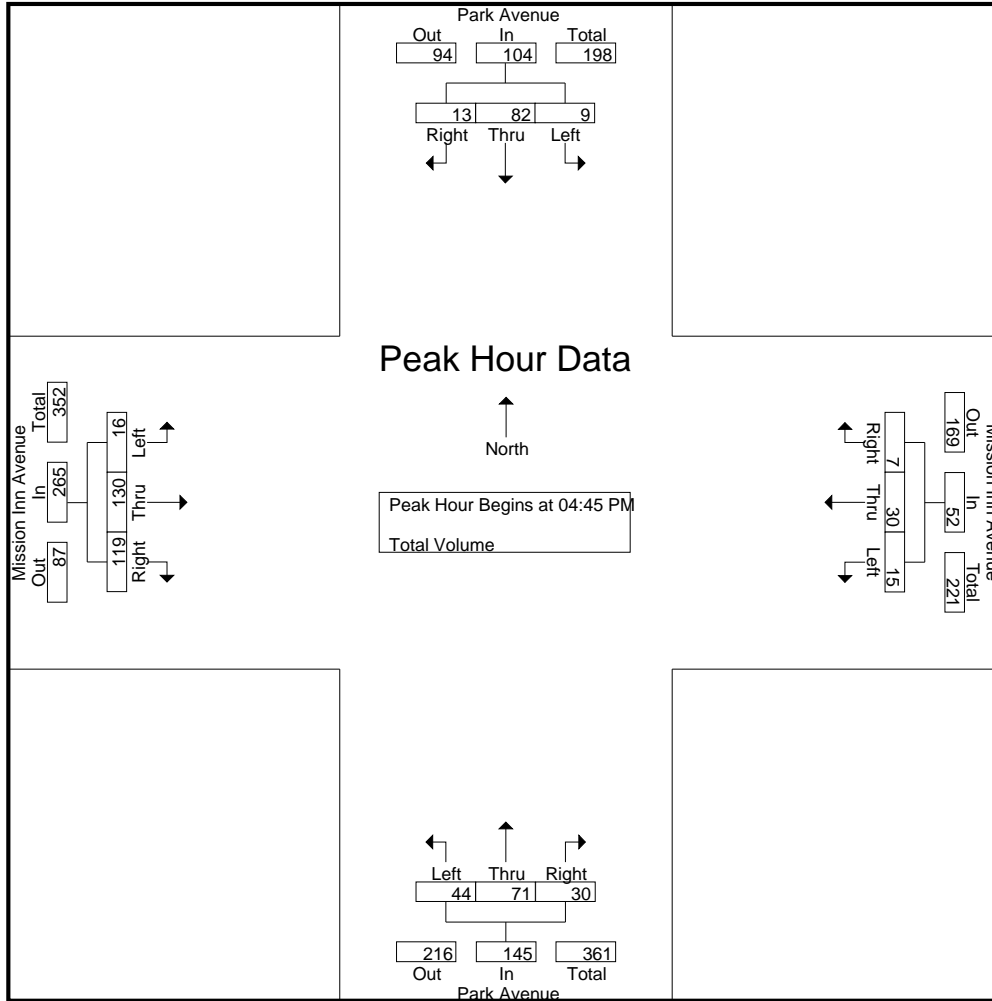 Park Avenue
Out In Total
94 104 198
13 82 9
Right Thru Left
Peak Hour Data
North
Peak Hour Begins at 04:45 PM
Total Volume
Mission Inn Avenue
Out In Total
87 265 352
Right Thru Left
119 130 16
Mission Inn Avenue
Out In Total
169 52 221
Right Thru Left
7 30 15
Left Thru Right
44 71 30
216 145 361
Out In Total
Park Avenue